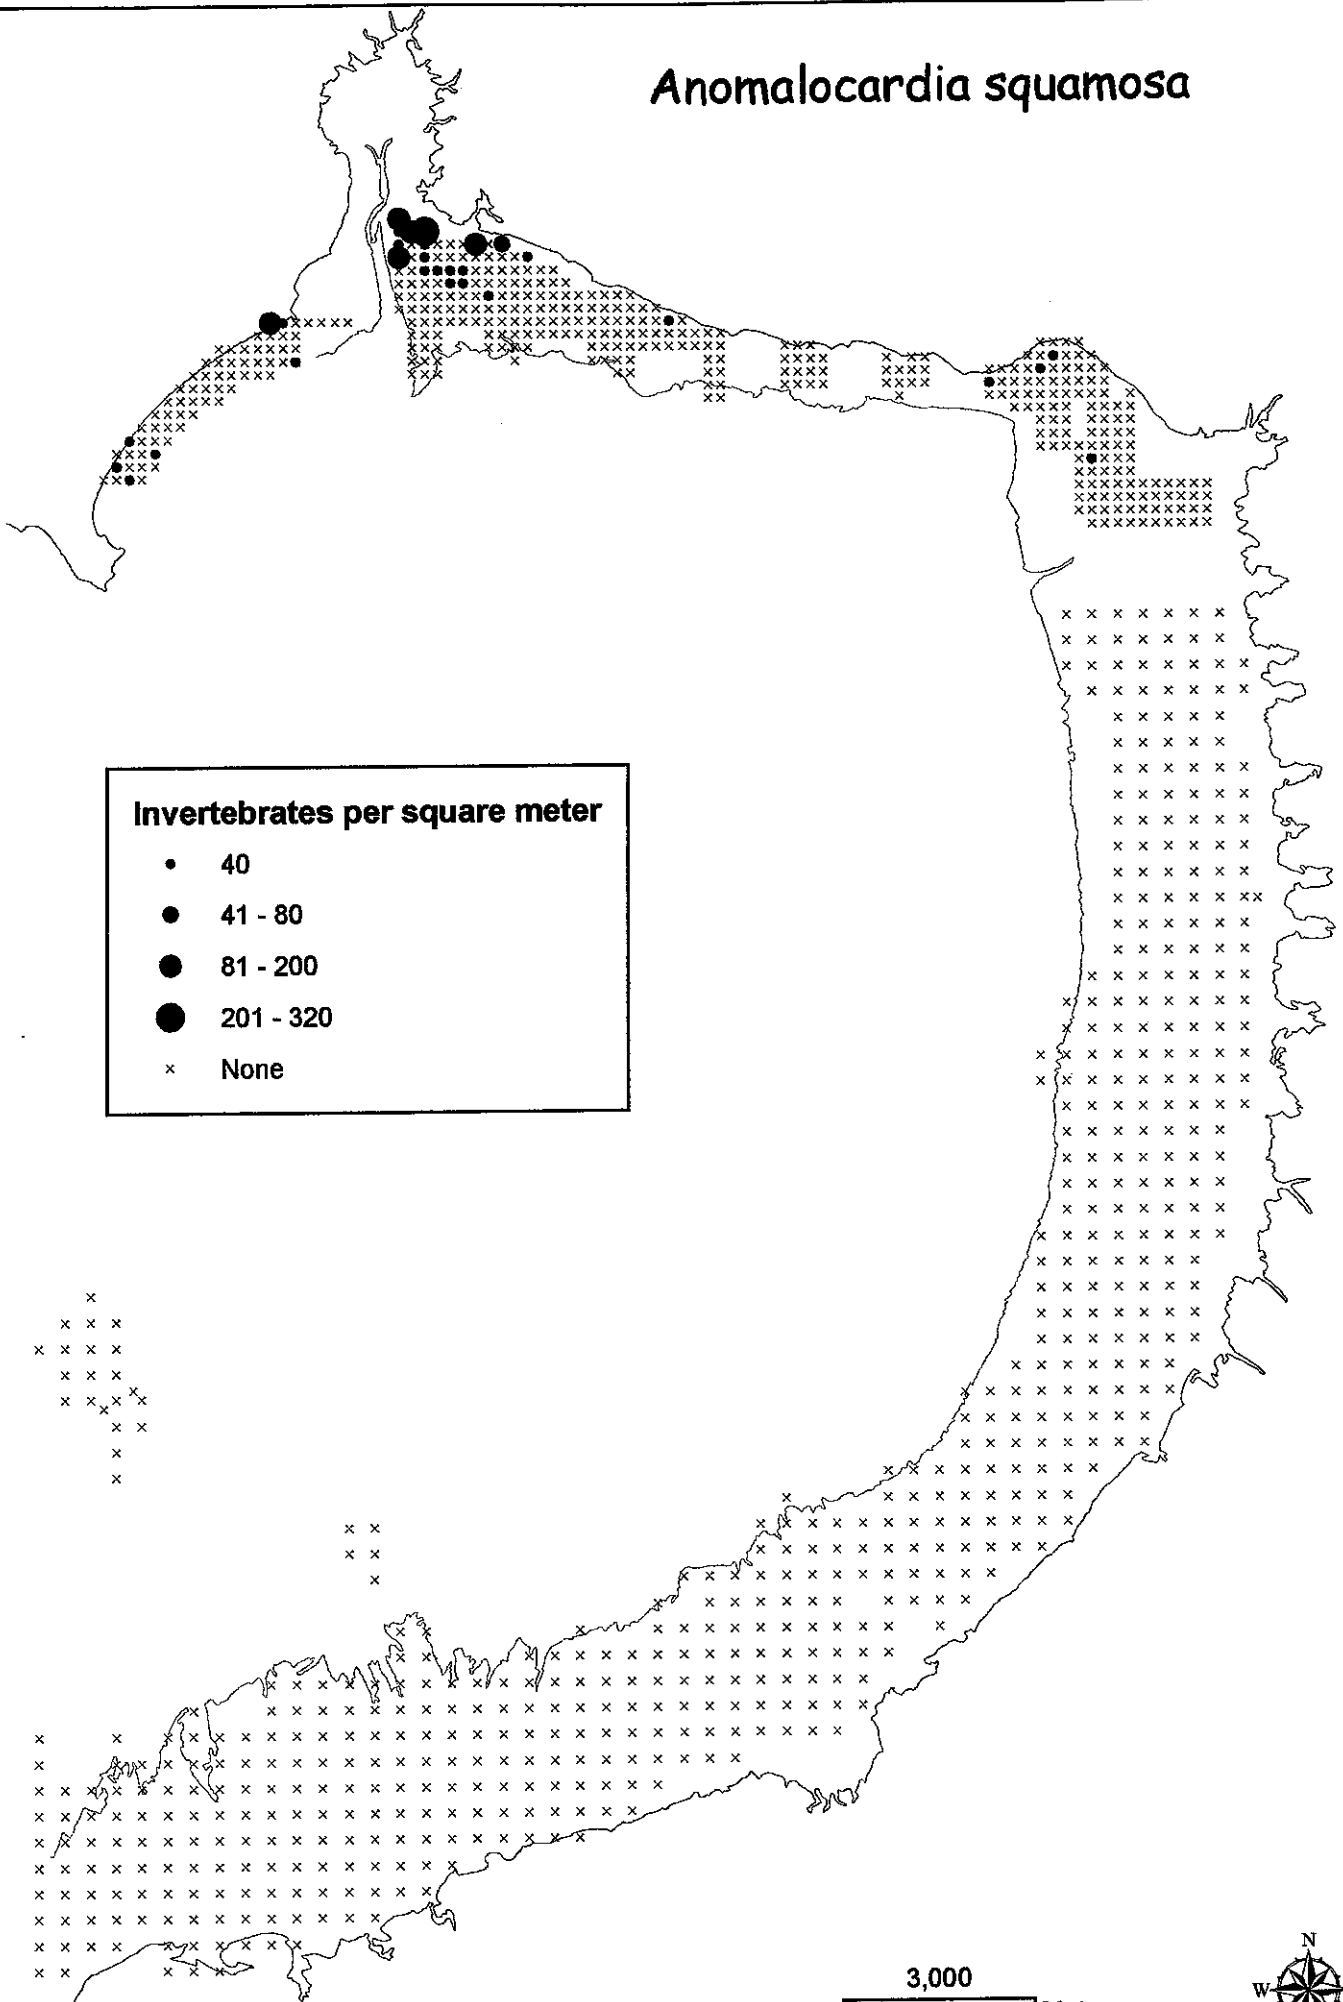 Anomalocardia squamosa
Invertebrates per square meter
40
41 - 80
81 - 200
201 - 320
None
3,000
N
W